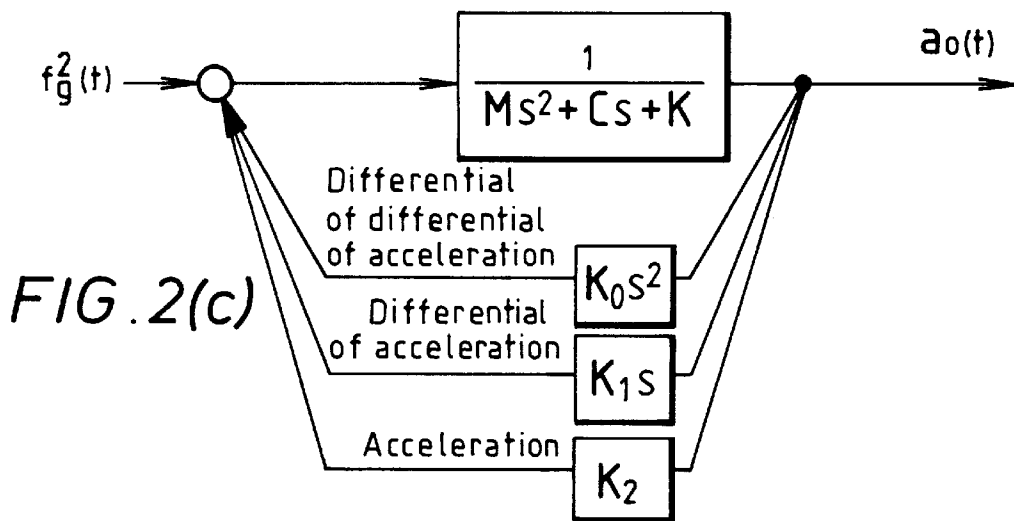 f_g^2(t)
1
Ms²+Cs+K
a₀(t)
Differential
of differential
of acceleration
K₀s²
FIG.2(c)
Differential
of acceleration
K₁s
Acceleration
K₂